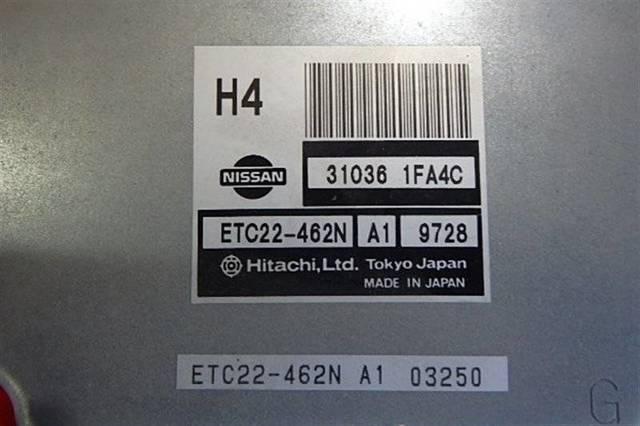 H4
NISSAN
31036 1FA4C
ETC22-462N A1 9728
Hitachi, Ltd. Tokyo Japan
MADE IN JAPAN
ETC22-462N A1 03250
G